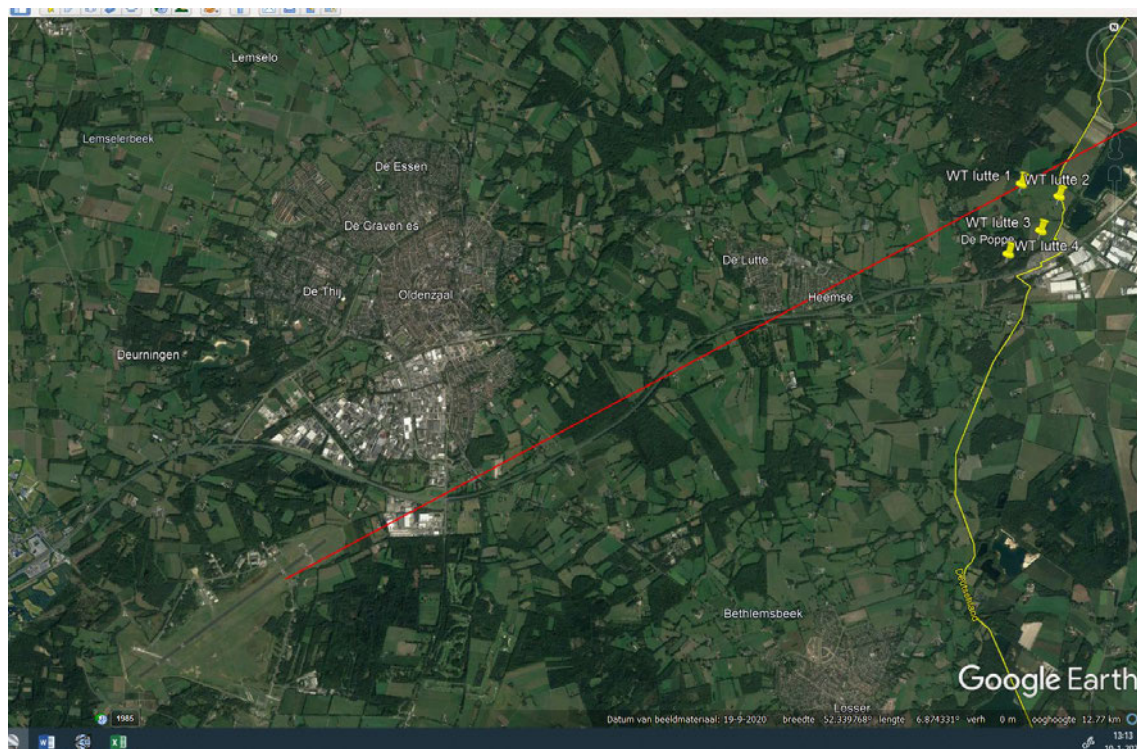 N
Lemselo
Lemselerbeek
De Essen
WT lutte 1
WT lutte 2
De Graven es
WT lutte 3
De Poppe
WT lutte 4
De Lutte
De Thij
Oldenzaal
Heemse
Deurningen
Deutschland
Bethlemsbeek
Google Earth
Losser
1985
Datum van beeldmateriaal: 19-9-2020 breedte 52.339768° lengte 6.874331° verh 0 m ooghoogte 12.77 km
13:13